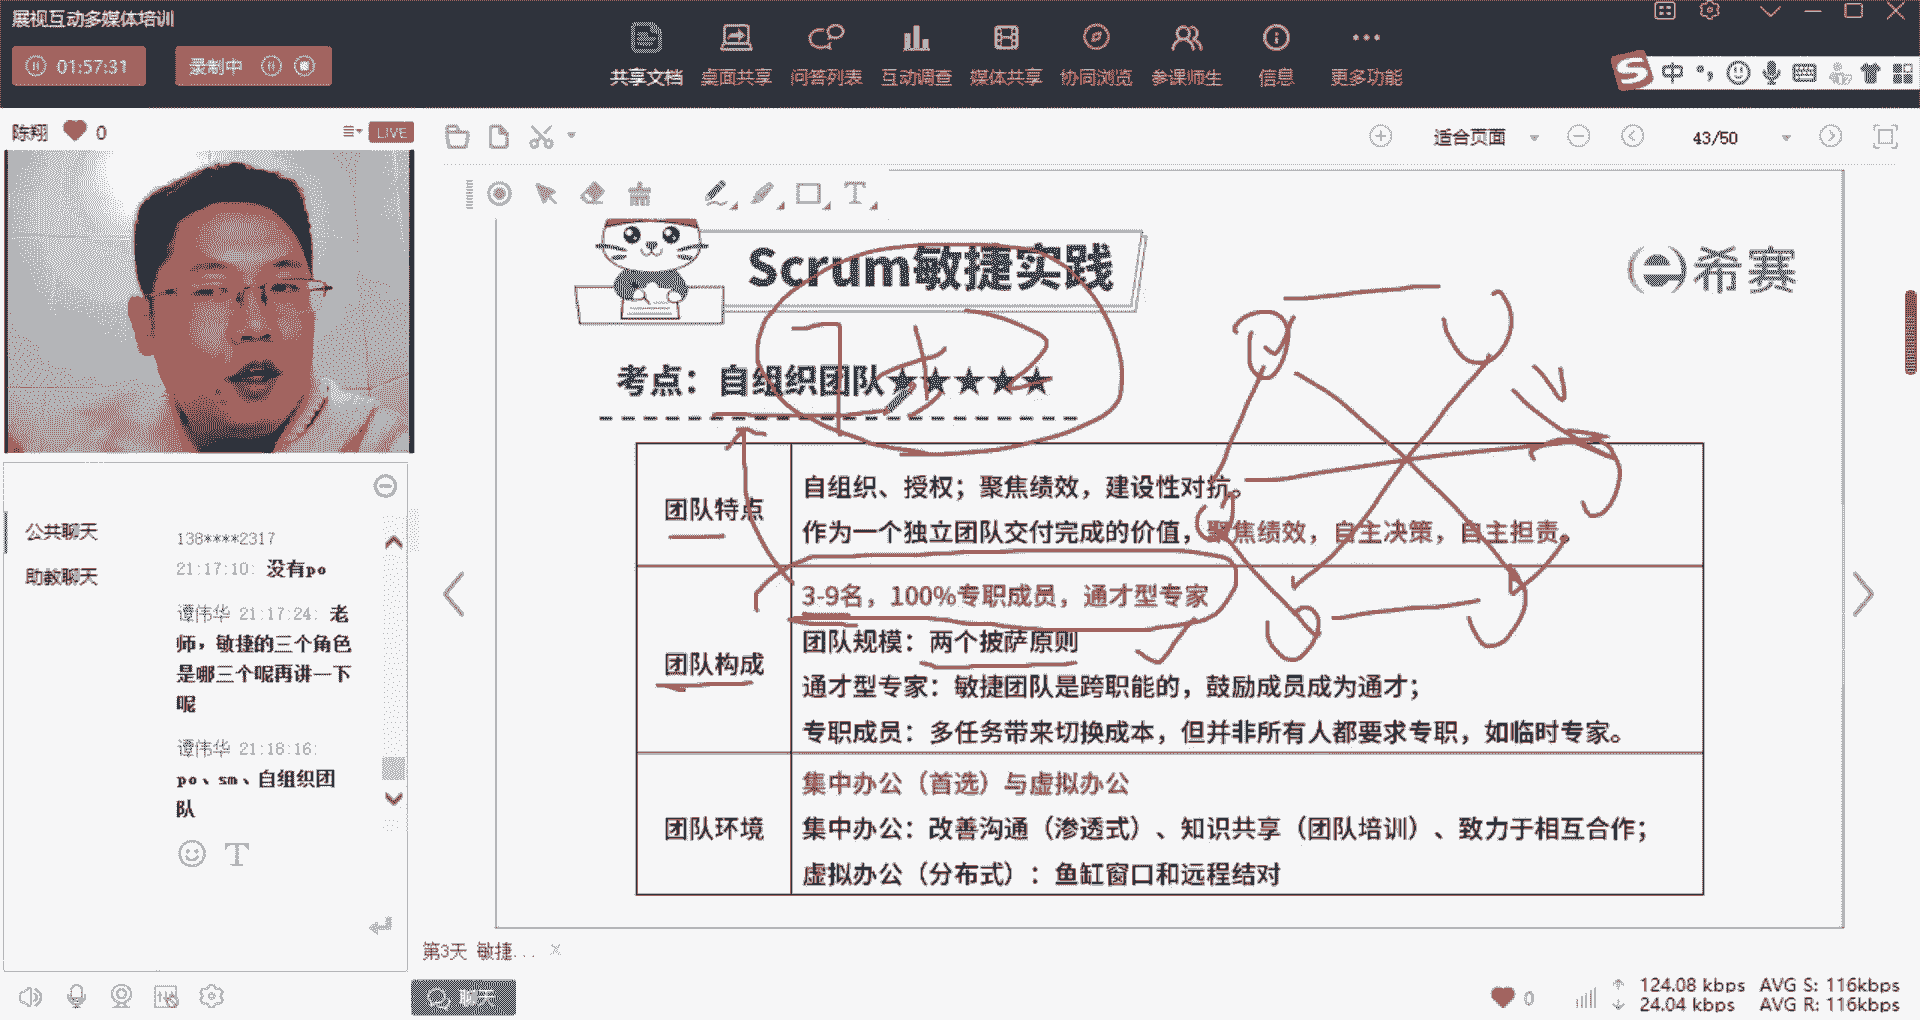 展视互动多媒体培训
01:57:31
录制中
共享文档
桌面共享
问答列表
互动调查
媒体共享
协同浏览
参课师生
信息
更多功能
中
陈翔
0
LIVE
适合页面
43/50
Scrum敏捷实践
希赛
考点：自组织团队★★★★★
团队特点
自组织、授权；聚焦绩效，建设性对抗。
作为一个独立团队交付完成的价值，聚焦绩效，自主决策，自主担责。
团队构成
3-9名，100%专职成员，通才型专家
团队规模：两个披萨原则
通才型专家：敏捷团队是跨职能的，鼓励成员成为通才；
专职成员：多任务带来切换成本，但并非所有人都要求专职，如临时专家。
团队环境
集中办公（首选）与虚拟办公
集中办公：改善沟通（渗透式）、知识共享（团队培训）、致力于相互合作；
虚拟办公（分布式）：鱼缸窗口和远程结对
公共聊天
助教聊天
138****2317
21:17:10: 没有po
谭伟华 21:17:24: 老
师，敏捷的三个角色
是哪三个呢再讲一下
呢
谭伟华 21:18:16:
po、sm、自组织团
队
第3天 敏捷...
聊天
0
124.08 kbps AVG S: 116kbps
24.04 kbps AVG R: 116kbps